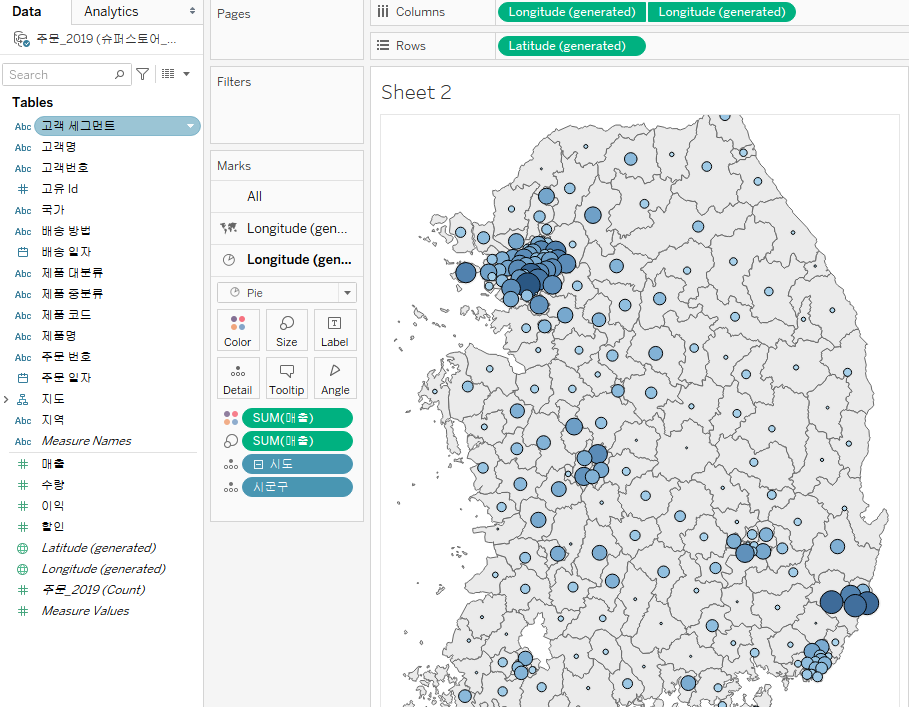 Data
Analytics
주문_2019 (슈퍼스토어_...
Search
Tables
Abc 고객 세그먼트
Abc 고객명
Abc 고객번호
고유 Id
Abc 국가
Abc 배송 방법
배송 일자
Abc 제품 대분류
Abc 제품 중분류
Abc 제품 코드
Abc 제품명
Abc 주문 번호
주문 일자
지도
Abc 지역
Abc Measure Names
매출
수량
이익
할인
Latitude (generated)
Longitude (generated)
주문_2019 (Count)
Measure Values
Pages
Filters
Marks
All
Longitude (gen...
Longitude (gen...
Pie
Color Size Label
Detail Tooltip Angle
SUM(매출)
SUM(매출)
시도
시군구
Columns Longitude (generated) Longitude (generated)
Rows Latitude (generated)
Sheet 2